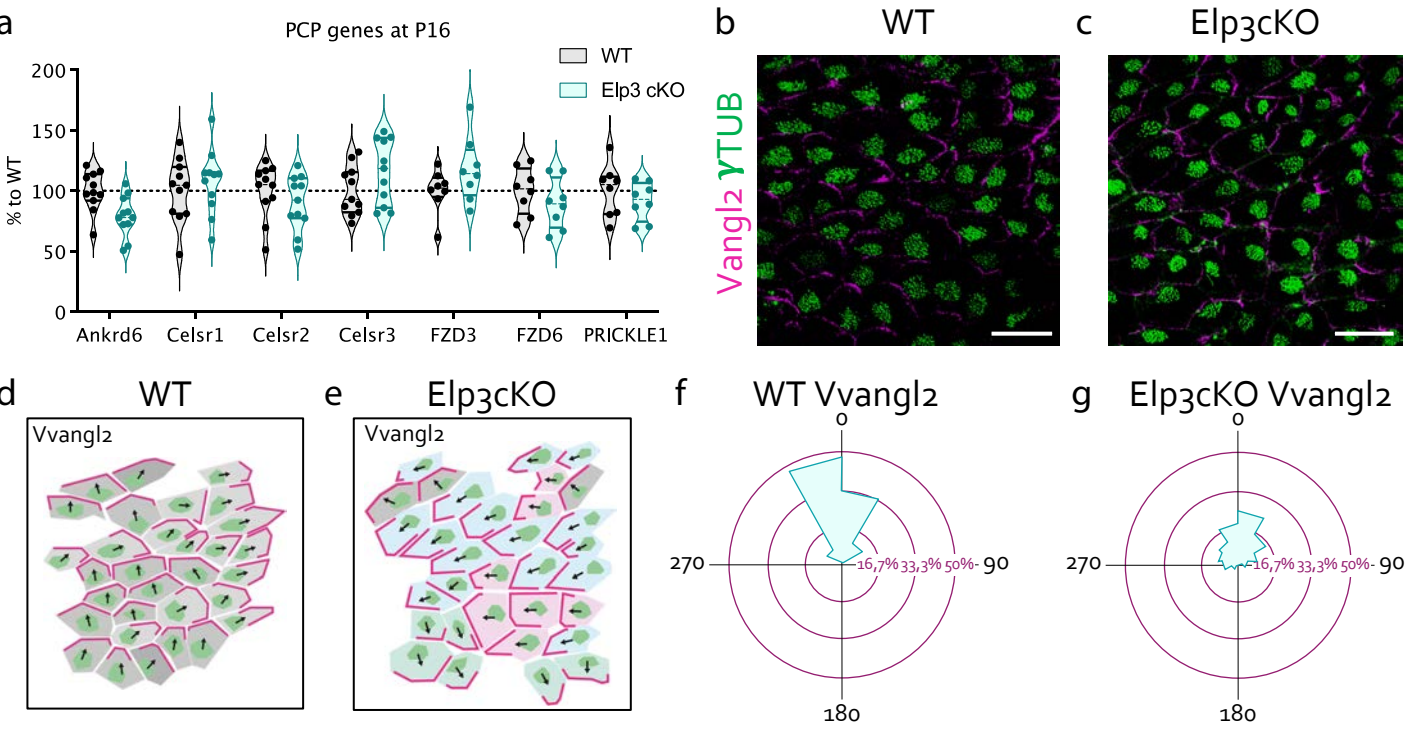 a
PCP genes at P16
WT
Elp3 cKO
% to WT
200
150
100
50
0
Ankrd6
Celsr1
Celsr2
Celsr3
FZD3
FZD6
PRICKLE1
b
WT
c
Elp3cKO
Vangl2 γTUB
d
WT
Vvangl2
e
Elp3cKO
Vvangl2
f
WT Vvangl2
0
270
16,7% 33,3% 50%
90
180
g
Elp3cKO Vvangl2
0
270
16,7% 33,3% 50%
90
180